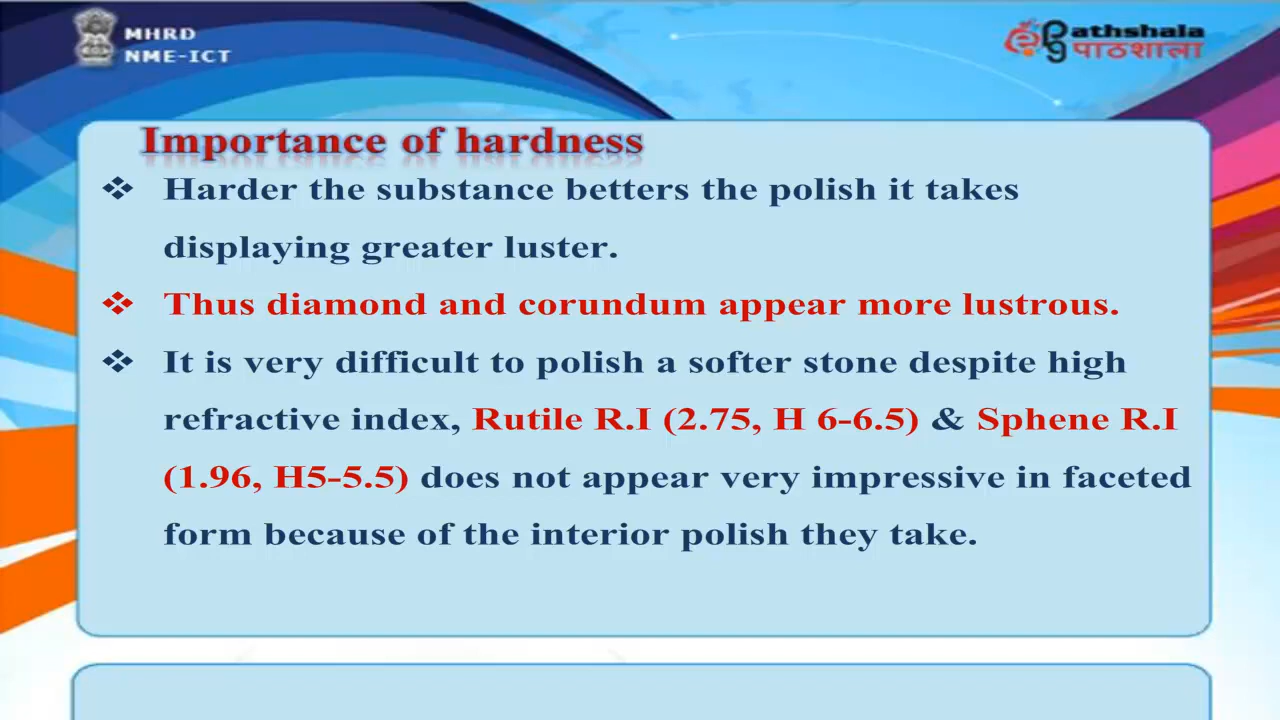 MHRD
NME-ICT
ePathshala
पाठशाला
Importance of hardness
❖ Harder the substance betters the polish it takes
displaying greater luster.
❖ Thus diamond and corundum appear more lustrous.
❖ It is very difficult to polish a softer stone despite high
refractive index, Rutile R.I (2.75, H 6-6.5) & Sphene R.I
(1.96, H5-5.5) does not appear very impressive in faceted
form because of the interior polish they take.